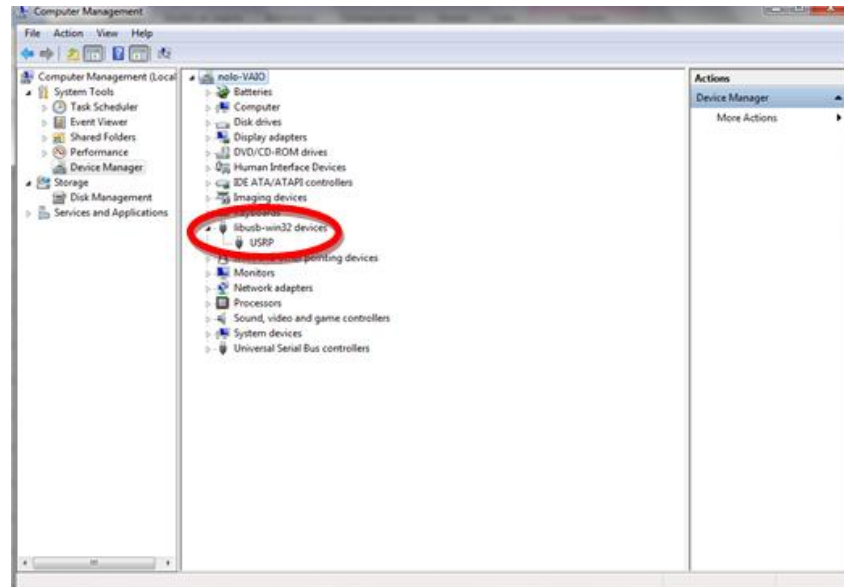 Computer Management
File Action View Help
Computer Management (Local
System Tools
Task Scheduler
Event Viewer
Shared Folders
Performance
Device Manager
Storage
Disk Management
Services and Applications
nolo-VAIO
Batteries
Computer
Disk drives
Display adapters
DVD/CD-ROM drives
Human Interface Devices
IDE ATA/ATAPI controllers
Imaging devices
Keyboards
libusb-win32 devices
USRP
pointing devices
Monitors
Network adapters
Processors
Sound, video and game controllers
System devices
Universal Serial Bus controllers
Actions
Device Manager
More Actions